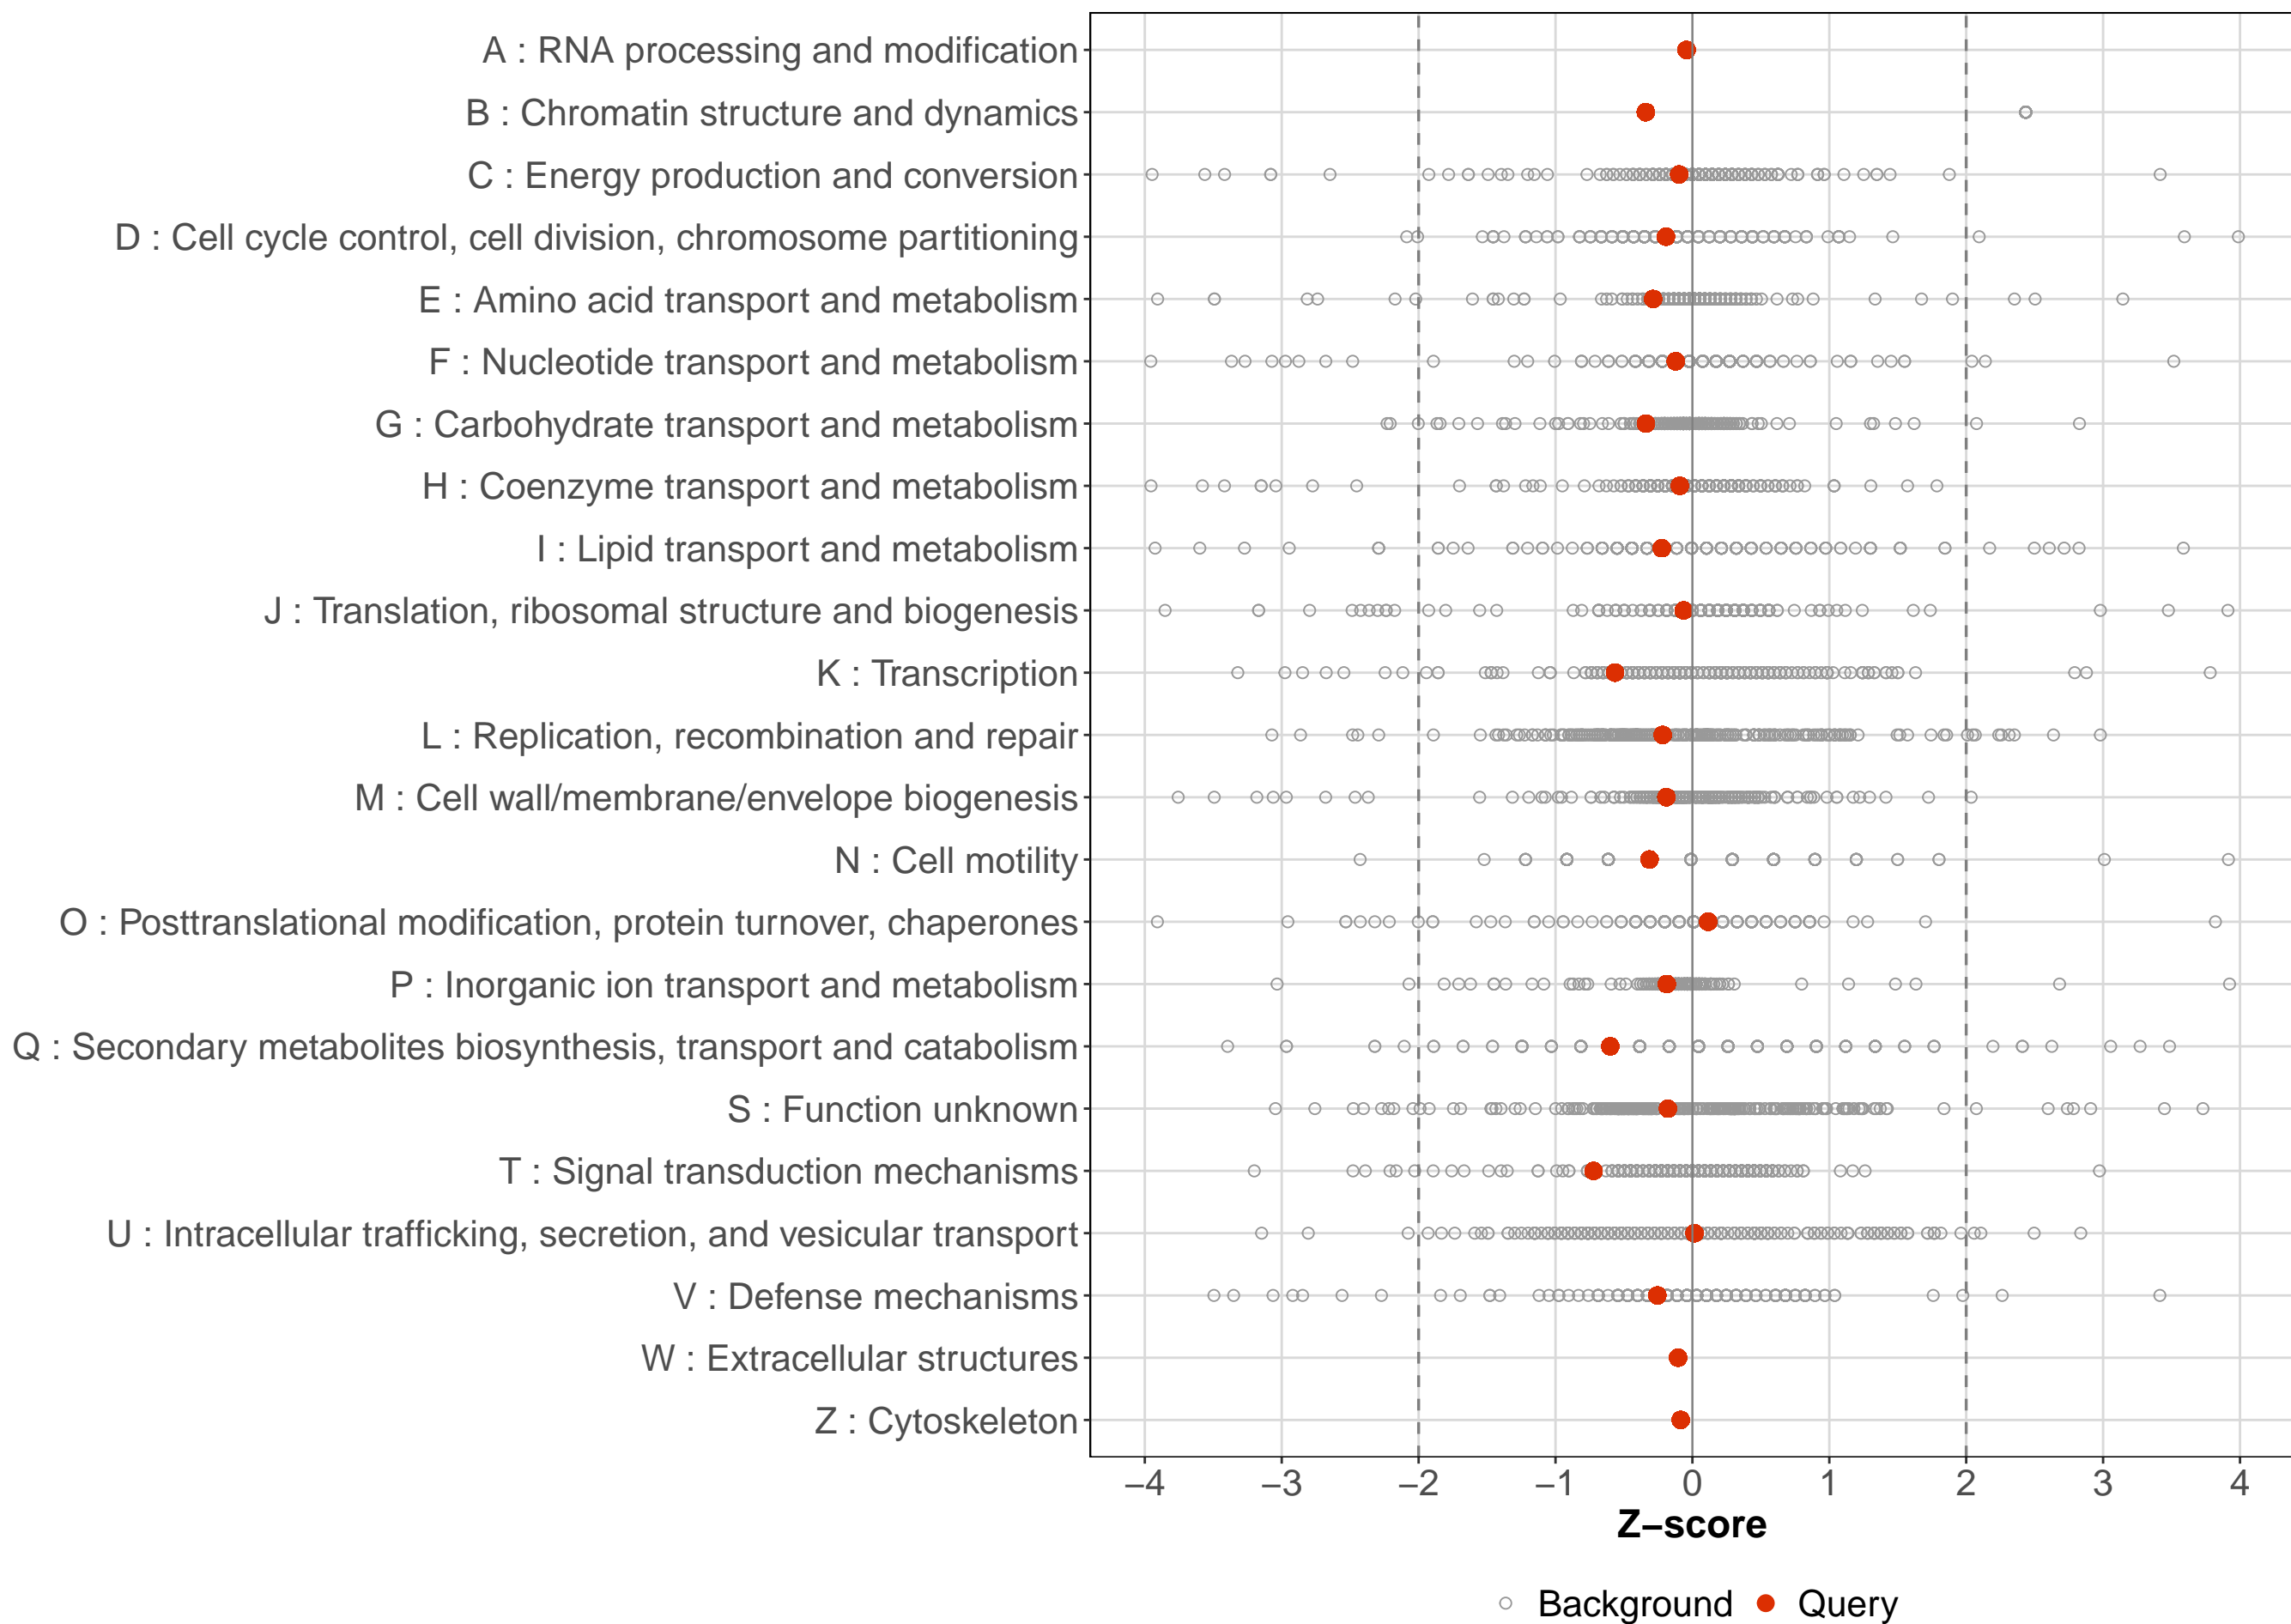 A : RNA processing and modification
B : Chromatin structure and dynamics
C : Energy production and conversion
D : Cell cycle control, cell division, chromosome partitioning
E : Amino acid transport and metabolism
F : Nucleotide transport and metabolism
G : Carbohydrate transport and metabolism
H : Coenzyme transport and metabolism
I : Lipid transport and metabolism
J : Translation, ribosomal structure and biogenesis
K : Transcription
L : Replication, recombination and repair
M : Cell wall/membrane/envelope biogenesis
N : Cell motility
O : Posttranslational modification, protein turnover, chaperones
P : Inorganic ion transport and metabolism
Q : Secondary metabolites biosynthesis, transport and catabolism
S : Function unknown
T : Signal transduction mechanisms
U : Intracellular trafficking, secretion, and vesicular transport
V : Defense mechanisms
W : Extracellular structures
Z : Cytoskeleton
−4 −3 −2 −1 0 1 2 3 4
Z−score
Background Query